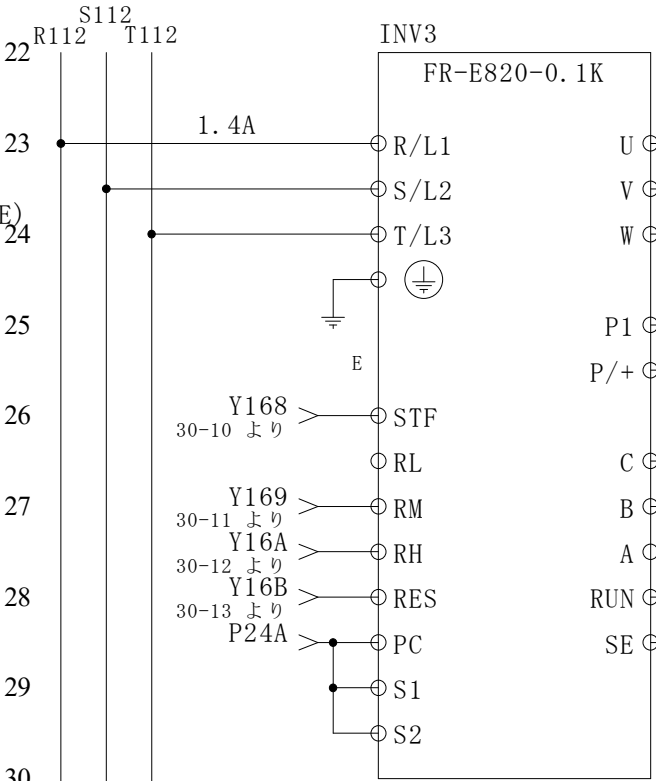 S112
R112 T112 INV3
22
FR-E820-0.1K
1.4A
23 R/L1 U
S/L2 V
E)
24 T/L3 W
25 P1
E P/+
Y168
26 STF
30-10 より
RL C
Y169
27 RM B
30-11 より
Y16A
RH A
30-12 より
Y16B
28 RES RUN
30-13 より
P24A
PC SE
29 S1
S2
30